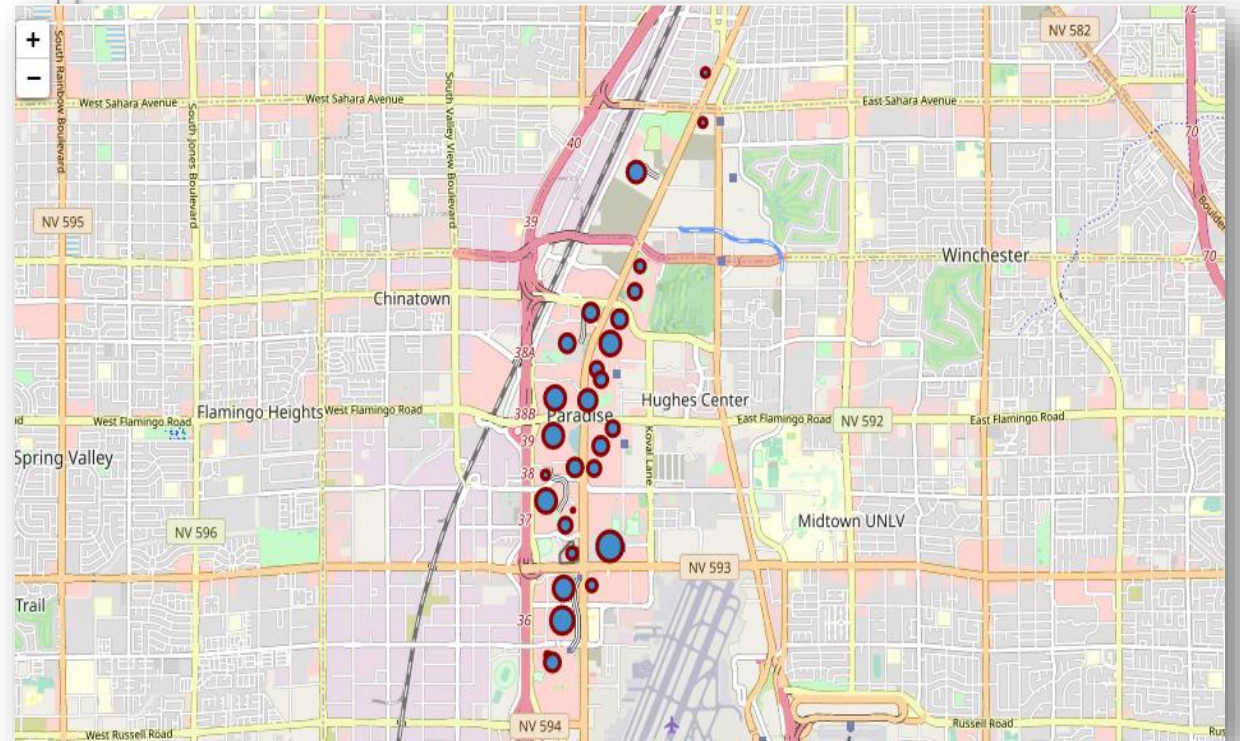 +
−
South Rainbow Boulevard
NV 582
West Sahara Avenue
West Sahara Avenue
East Sahara Avenue
South Jones Boulevard
South Valley View Boulevard
40
70
NV 595
39
Winchester
70
Chinatown
38A
Hughes Center
Flamingo Heights
West Flamingo Road
38B
Paradise
West Flamingo Road
East Flamingo Road
NV 592
East Flamingo Road
39
Koval Lane
Spring Valley
38
37
Midtown UNLV
NV 596
NV 593
Trail
36
NV 594
Russell Road
West Russell Road